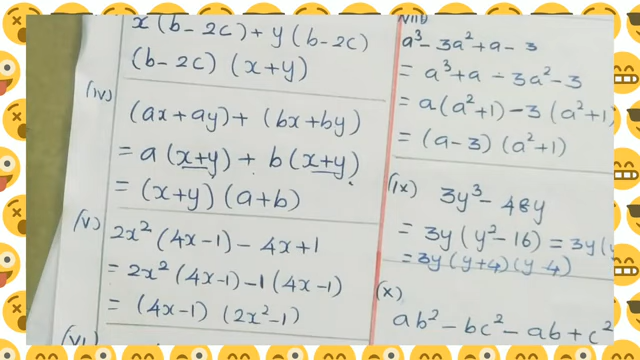 x(b-2c)+y(b-2c)
(b-2c)(x+y)
(iv)
(ax+ay)+(bx+by)
=a(x+y)+b(x+y).
=(x+y)(a+b)
(v)
2x²(4x-1)-4x+1
=2x²(4x-1)-1(4x-1)
=(4x-1)(2x²-1)
(viii)
a³-3a²+a-3
=a³+a-3a²-3
=a(a²+1)-3(a²+1)
=(a-3)(a²+1)
(ix)
3y³-48y
=3y(y²-16)=3y(y
=3y(y+4)(y-4)
(x)
ab²-bc²-ab+c²